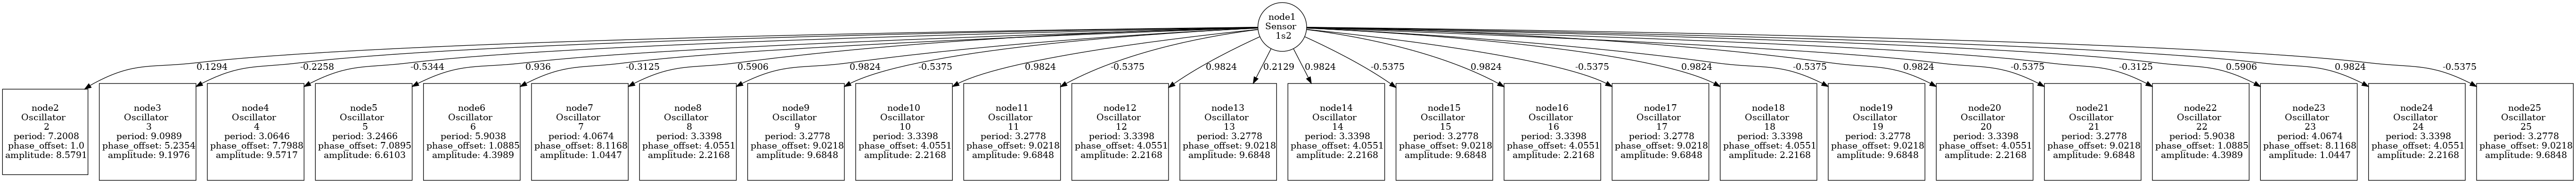 node1
Sensor
1s2
0.1294
-0.2258
-0.5344
0.936
-0.3125
0.5906
0.9824
-0.5375
0.9824
-0.5375
0.9824
0.2129
0.9824
-0.5375
0.9824
-0.5375
0.9824
-0.5375
0.9824
-0.5375
-0.3125
0.5906
0.9824
-0.5375
node2
Oscillator
2
period: 7.2008
phase_offset: 1.0
amplitude: 8.5791
node3
Oscillator
3
period: 9.0989
phase_offset: 5.2354
amplitude: 9.1976
node4
Oscillator
4
period: 3.0646
phase_offset: 7.7988
amplitude: 9.5717
node5
Oscillator
5
period: 3.2466
phase_offset: 7.0895
amplitude: 6.6103
node6
Oscillator
6
period: 5.9038
phase_offset: 1.0885
amplitude: 4.3989
node7
Oscillator
7
period: 4.0674
phase_offset: 8.1168
amplitude: 1.0447
node8
Oscillator
8
period: 3.3398
phase_offset: 4.0551
amplitude: 2.2168
node9
Oscillator
9
period: 3.2778
phase_offset: 9.0218
amplitude: 9.6848
node10
Oscillator
10
period: 3.3398
phase_offset: 4.0551
amplitude: 2.2168
node11
Oscillator
11
period: 3.2778
phase_offset: 9.0218
amplitude: 9.6848
node12
Oscillator
12
period: 3.3398
phase_offset: 4.0551
amplitude: 2.2168
node13
Oscillator
13
period: 3.2778
phase_offset: 9.0218
amplitude: 9.6848
node14
Oscillator
14
period: 3.3398
phase_offset: 4.0551
amplitude: 2.2168
node15
Oscillator
15
period: 3.2778
phase_offset: 9.0218
amplitude: 9.6848
node16
Oscillator
16
period: 3.3398
phase_offset: 4.0551
amplitude: 2.2168
node17
Oscillator
17
period: 3.2778
phase_offset: 9.0218
amplitude: 9.6848
node18
Oscillator
18
period: 3.3398
phase_offset: 4.0551
amplitude: 2.2168
node19
Oscillator
19
period: 3.2778
phase_offset: 9.0218
amplitude: 9.6848
node20
Oscillator
20
period: 3.3398
phase_offset: 4.0551
amplitude: 2.2168
node21
Oscillator
21
period: 3.2778
phase_offset: 9.0218
amplitude: 9.6848
node22
Oscillator
22
period: 5.9038
phase_offset: 1.0885
amplitude: 4.3989
node23
Oscillator
23
period: 4.0674
phase_offset: 8.1168
amplitude: 1.0447
node24
Oscillator
24
period: 3.3398
phase_offset: 4.0551
amplitude: 2.2168
node25
Oscillator
25
period: 3.2778
phase_offset: 9.0218
amplitude: 9.6848